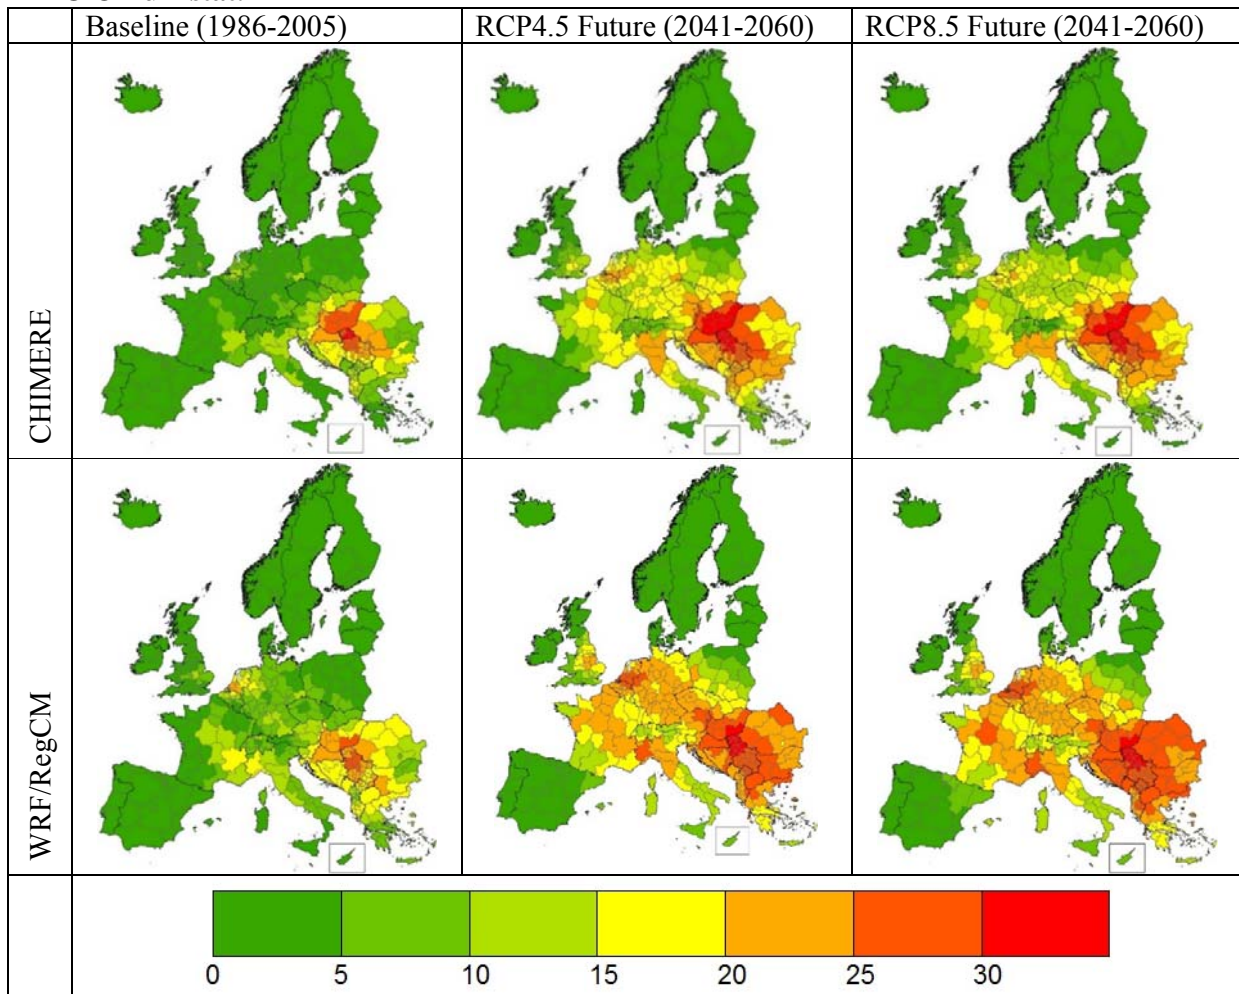 Baseline (1986-2005)
RCP4.5 Future (2041-2060)
RCP8.5 Future (2041-2060)
CHIMERE
WRF/RegCM
0 5 10 15 20 25 30